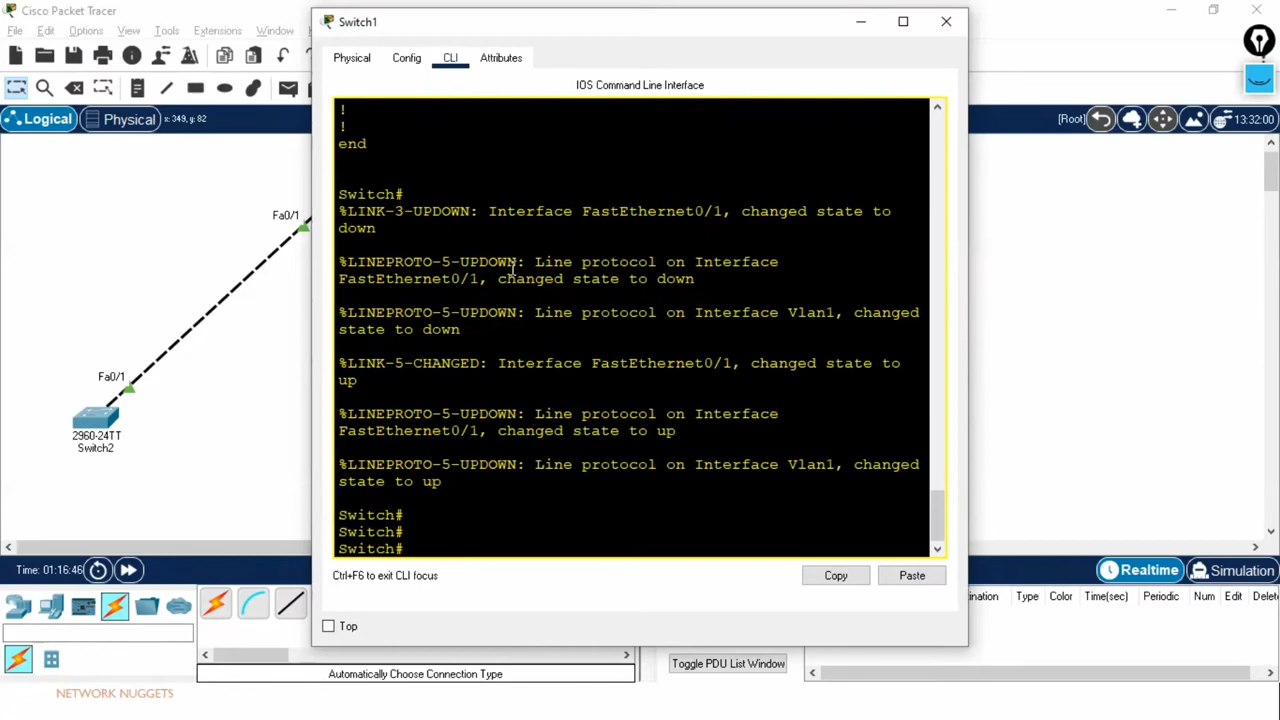 Cisco Packet Tracer
Switch1
File Edit Options View Tools Extensions Window
Physical Config CLI Attributes
IOS Command Line Interface
Logical Physical x: 349, y: 82
[Root] 13:32:00
!
!
end
Switch#
%LINK-3-UPDOWN: Interface FastEthernet0/1, changed state to
down
%LINEPROTO-5-UPDOWN: Line protocol on Interface
FastEthernet0/1, changed state to down
%LINEPROTO-5-UPDOWN: Line protocol on Interface Vlan1, changed
state to down
%LINK-5-CHANGED: Interface FastEthernet0/1, changed state to
up
%LINEPROTO-5-UPDOWN: Line protocol on Interface
FastEthernet0/1, changed state to up
%LINEPROTO-5-UPDOWN: Line protocol on Interface Vlan1, changed
state to up
Switch#
Switch#
Switch#
Fa0/1
Fa0/1
2960-24TT
Switch2
Ctrl+F6 to exit CLI focus
Copy Paste
Top
Time: 01:16:46
Realtime Simulation
ination Type Color Time(sec) Periodic Num Edit Delet
Automatically Choose Connection Type
Toggle PDU List Window
NETWORK NUGGETS